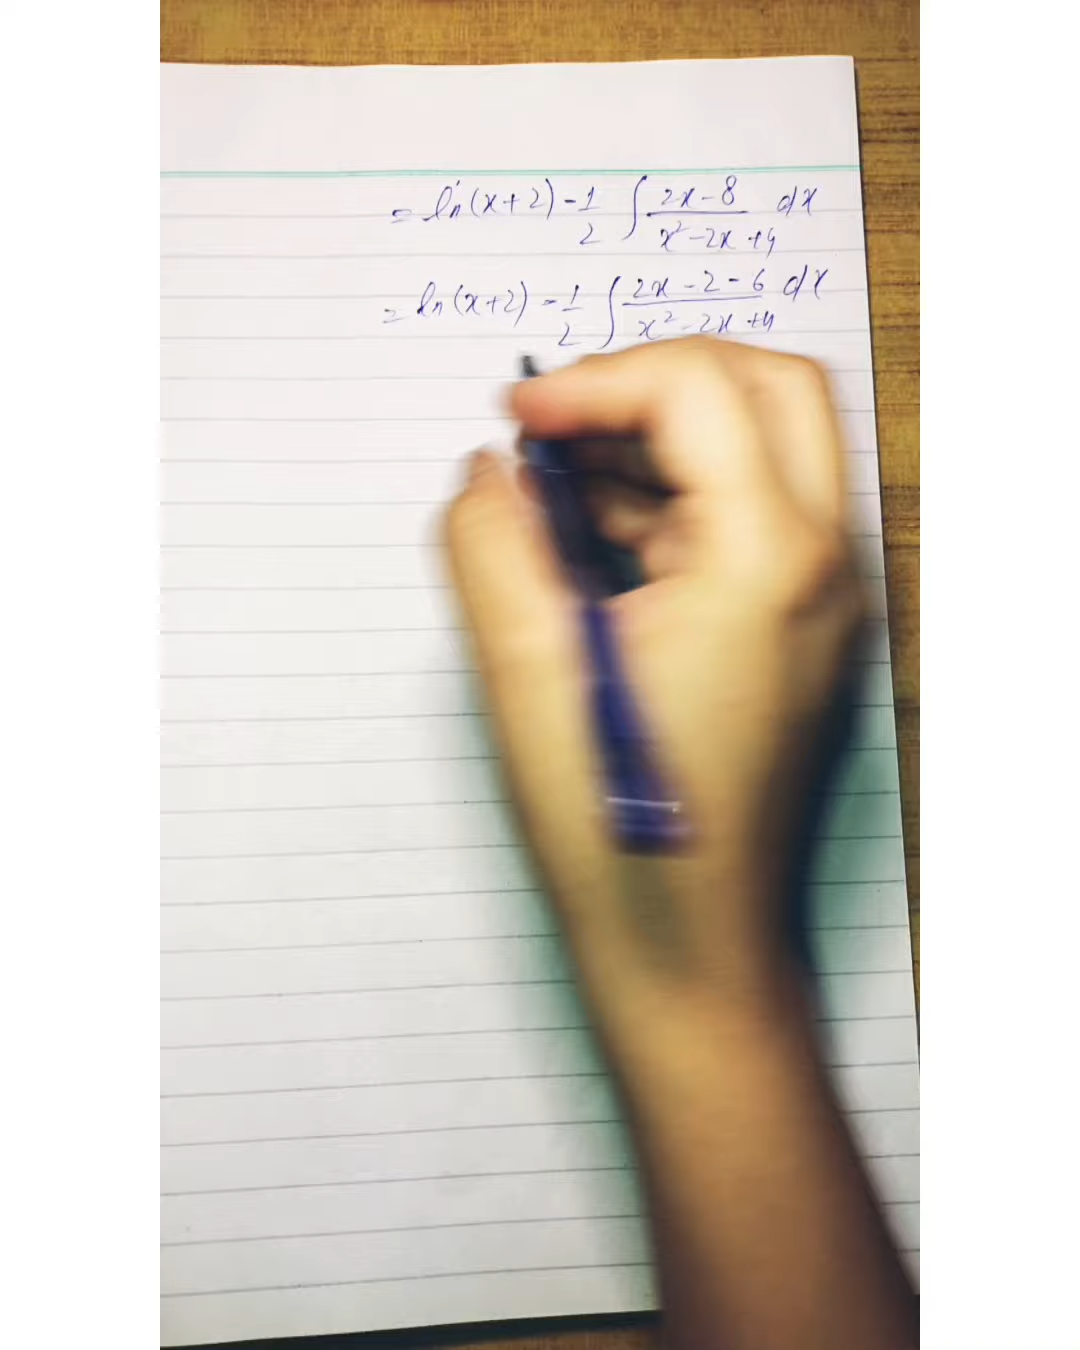 = ln(x+2) - 1/2 ∫ (2x-8)/(x²-2x+4) dx
= ln(x+2) - 1/2 ∫ (2x-2-6)/(x²-2x+4) dx